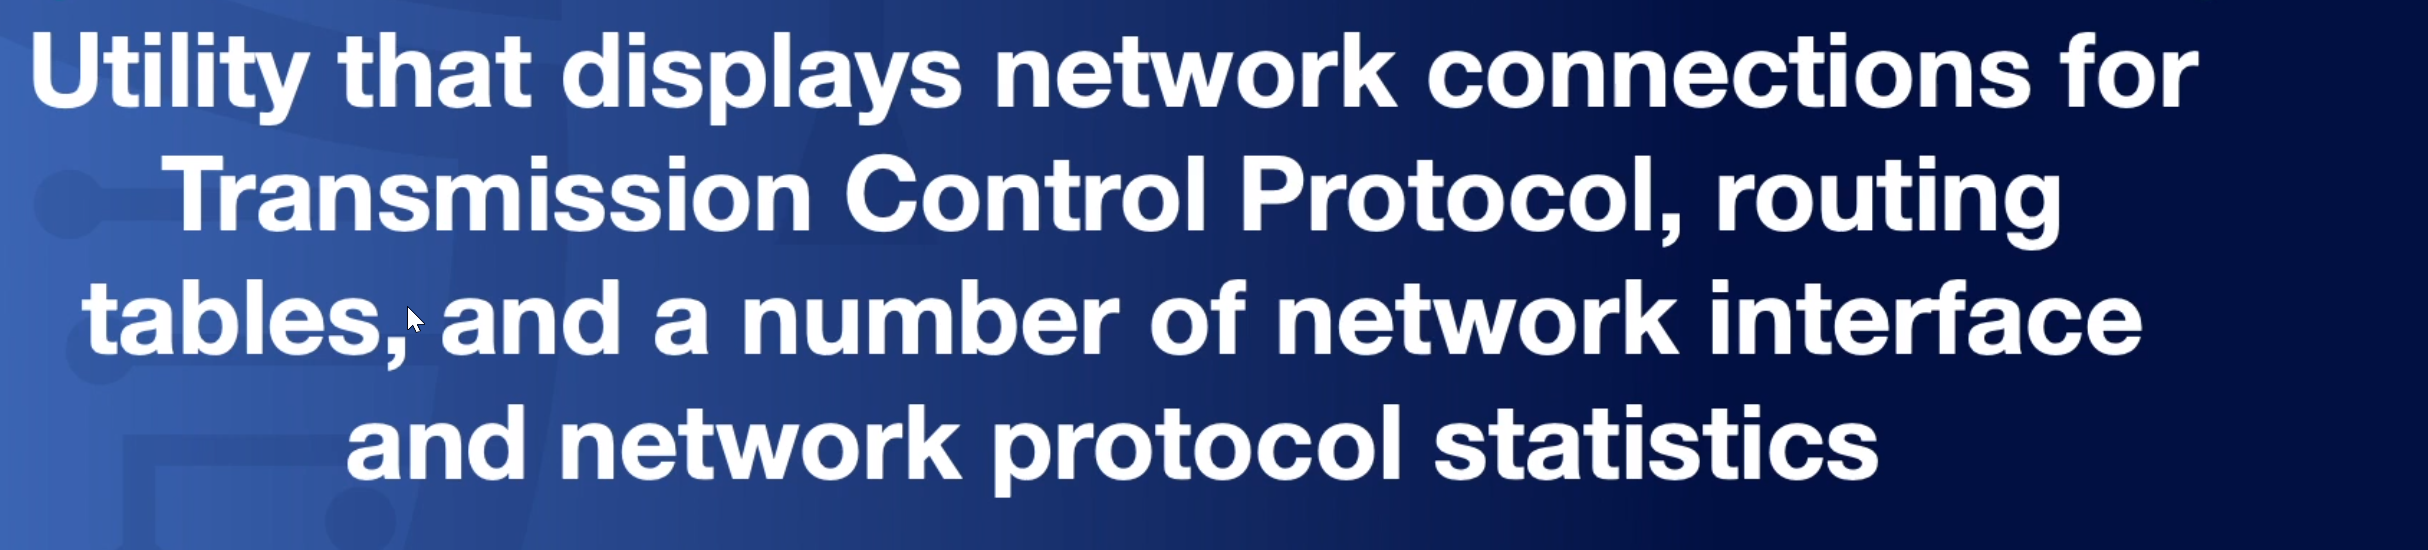 Utility that displays network connections for
Transmission Control Protocol, routing
tables, and a number of network interface
and network protocol statistics